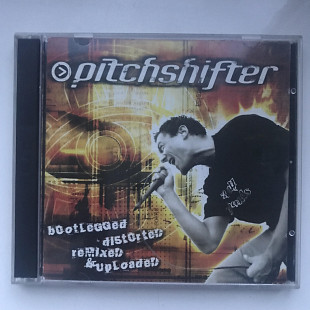 pitchshifter
bootLeGGed
distorted
reMixed
& UpLoaded